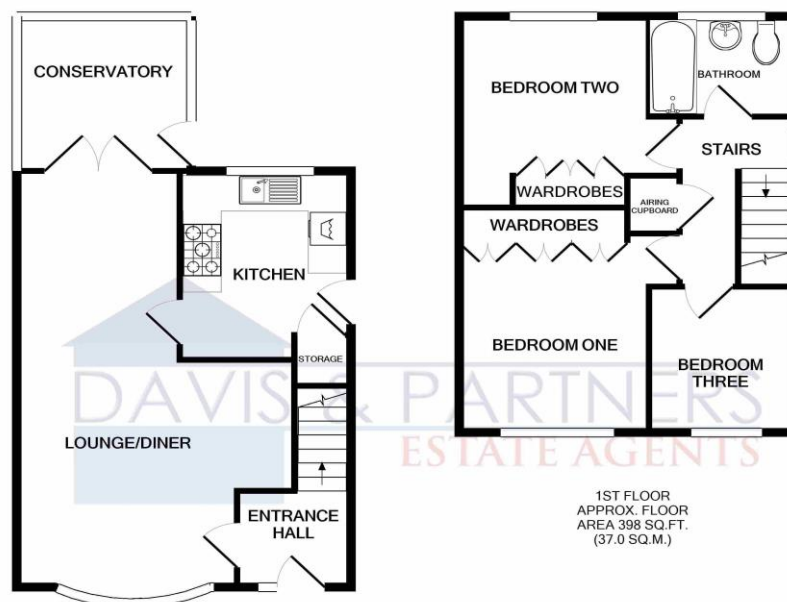 CONSERVATORY
KITCHEN
STORAGE
LOUNGE/DINER
ENTRANCE
HALL
BEDROOM TWO
BATHROOM
STAIRS
WARDROBES
AIRING
CUPBOARD
WARDROBES
BEDROOM ONE
BEDROOM
THREE
DAVIS & PARTNERS
ESTATE AGENTS
1ST FLOOR
APPROX. FLOOR
AREA 398 SQ.FT.
(37.0 SQ.M.)